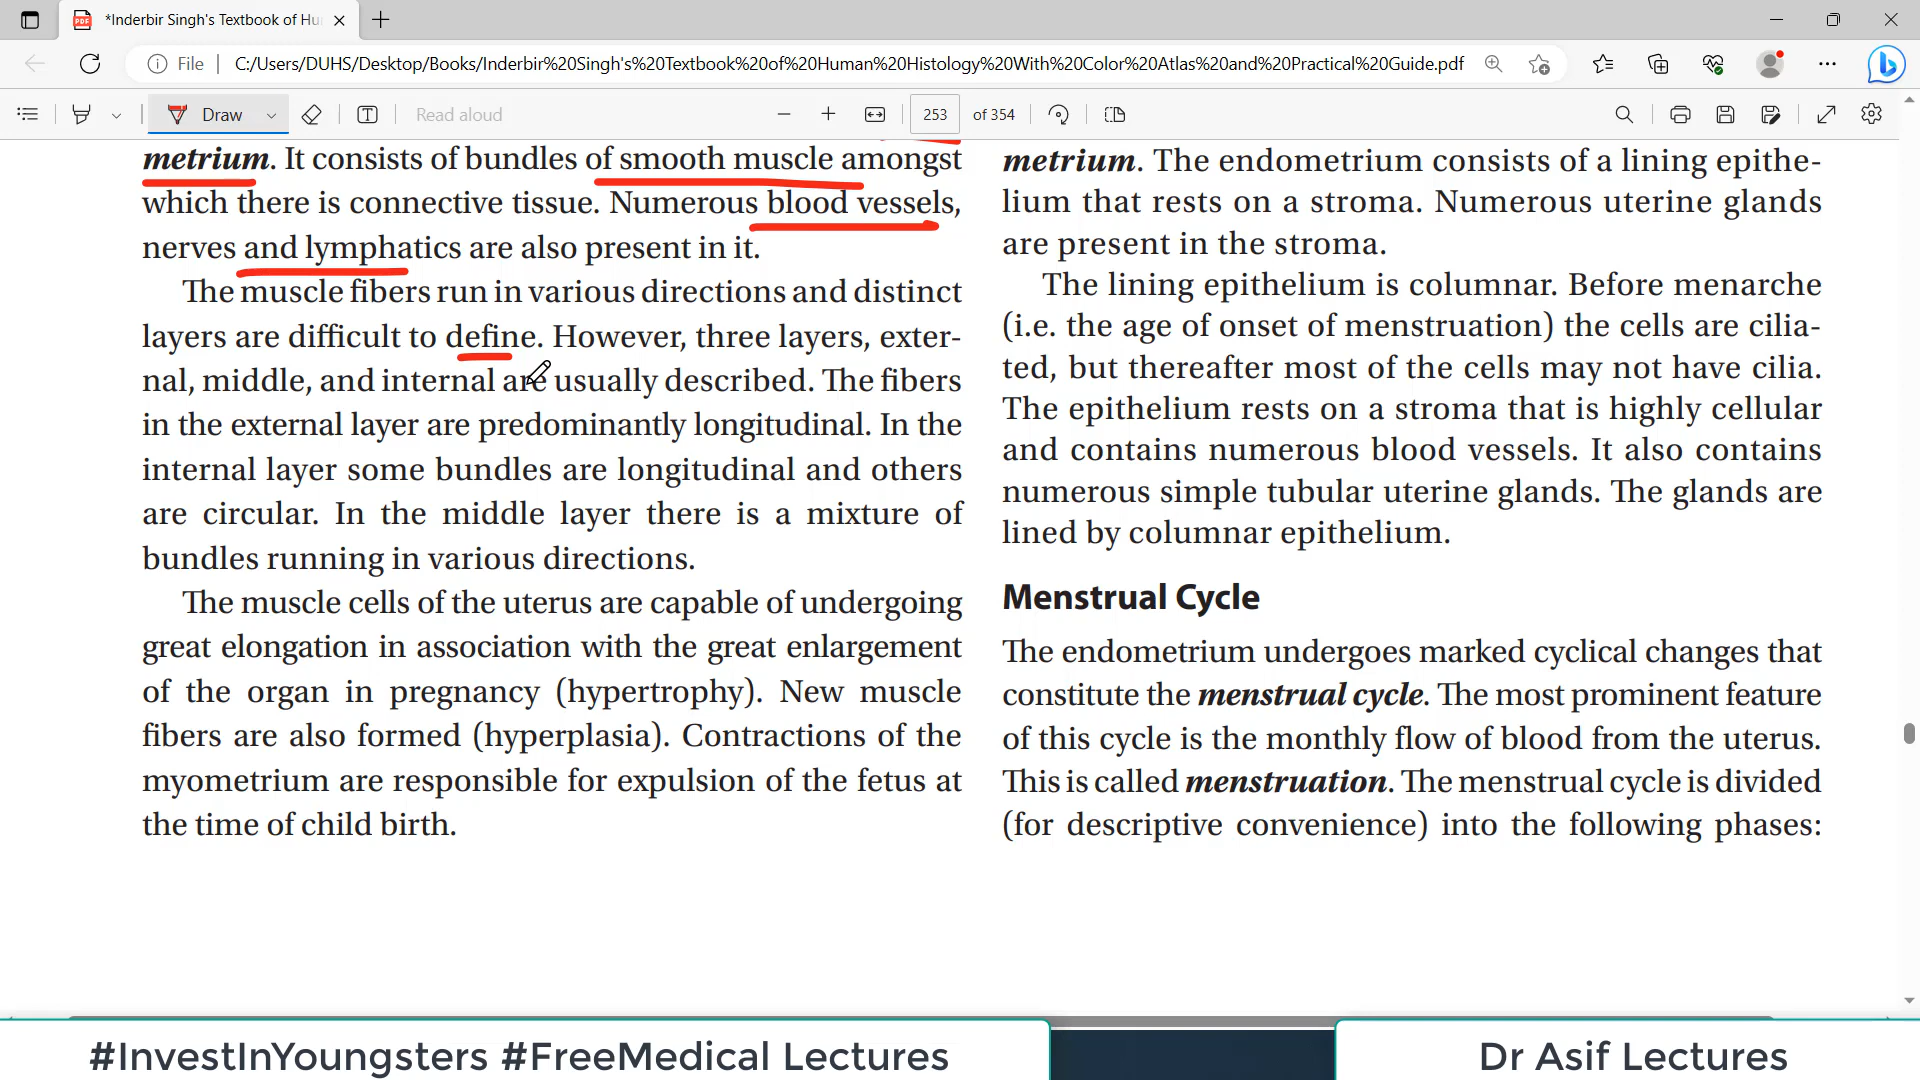 *Inderbir Singh's Textbook of Hu
File
C:/Users/DUHS/Desktop/Books/Inderbir%20Singh's%20Textbook%20of%20Human%20Histology%20With%20Color%20Atlas%20and%20Practical%20Guide.pdf
Draw
Read aloud
253 of 354
metrium. It consists of bundles of smooth muscle amongst
which there is connective tissue. Numerous blood vessels,
nerves and lymphatics are also present in it.
The muscle fibers run in various directions and distinct
layers are difficult to define. However, three layers, exter-
nal, middle, and internal are usually described. The fibers
in the external layer are predominantly longitudinal. In the
internal layer some bundles are longitudinal and others
are circular. In the middle layer there is a mixture of
bundles running in various directions.
The muscle cells of the uterus are capable of undergoing
great elongation in association with the great enlargement
of the organ in pregnancy (hypertrophy). New muscle
fibers are also formed (hyperplasia). Contractions of the
myometrium are responsible for expulsion of the fetus at
the time of child birth.
metrium. The endometrium consists of a lining epithe-
lium that rests on a stroma. Numerous uterine glands
are present in the stroma.
The lining epithelium is columnar. Before menarche
(i.e. the age of onset of menstruation) the cells are cilia-
ted, but thereafter most of the cells may not have cilia.
The epithelium rests on a stroma that is highly cellular
and contains numerous blood vessels. It also contains
numerous simple tubular uterine glands. The glands are
lined by columnar epithelium.
Menstrual Cycle
The endometrium undergoes marked cyclical changes that
constitute the menstrual cycle. The most prominent feature
of this cycle is the monthly flow of blood from the uterus.
This is called menstruation. The menstrual cycle is divided
(for descriptive convenience) into the following phases:
#InvestInYoungsters #FreeMedical Lectures
Dr Asif Lectures